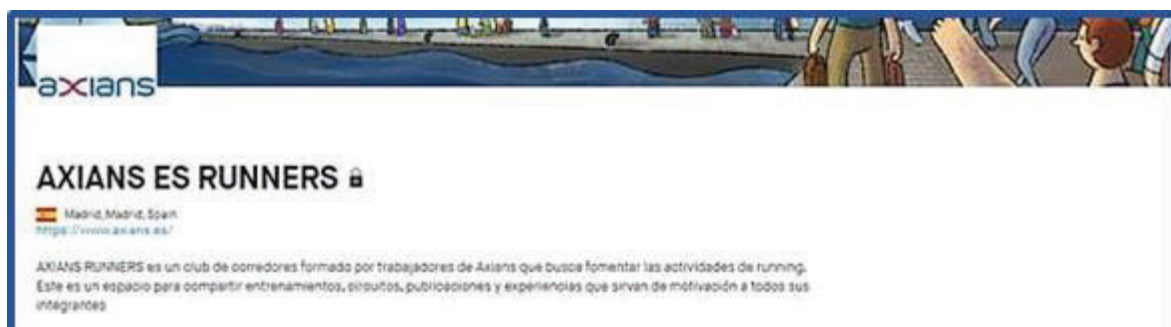 axians
AXIANS ES RUNNERS
Madrid, Madrid, Spain
https://www.axians.es/
AXIANS RUNNERS es un club de corredores formado por trabajadores de Axians que busca fomentar las actividades de running.
Este es un espacio para compartir entrenamientos, circuitos, publicaciones y experiencias que sirvan de motivación a todos sus
integrantes